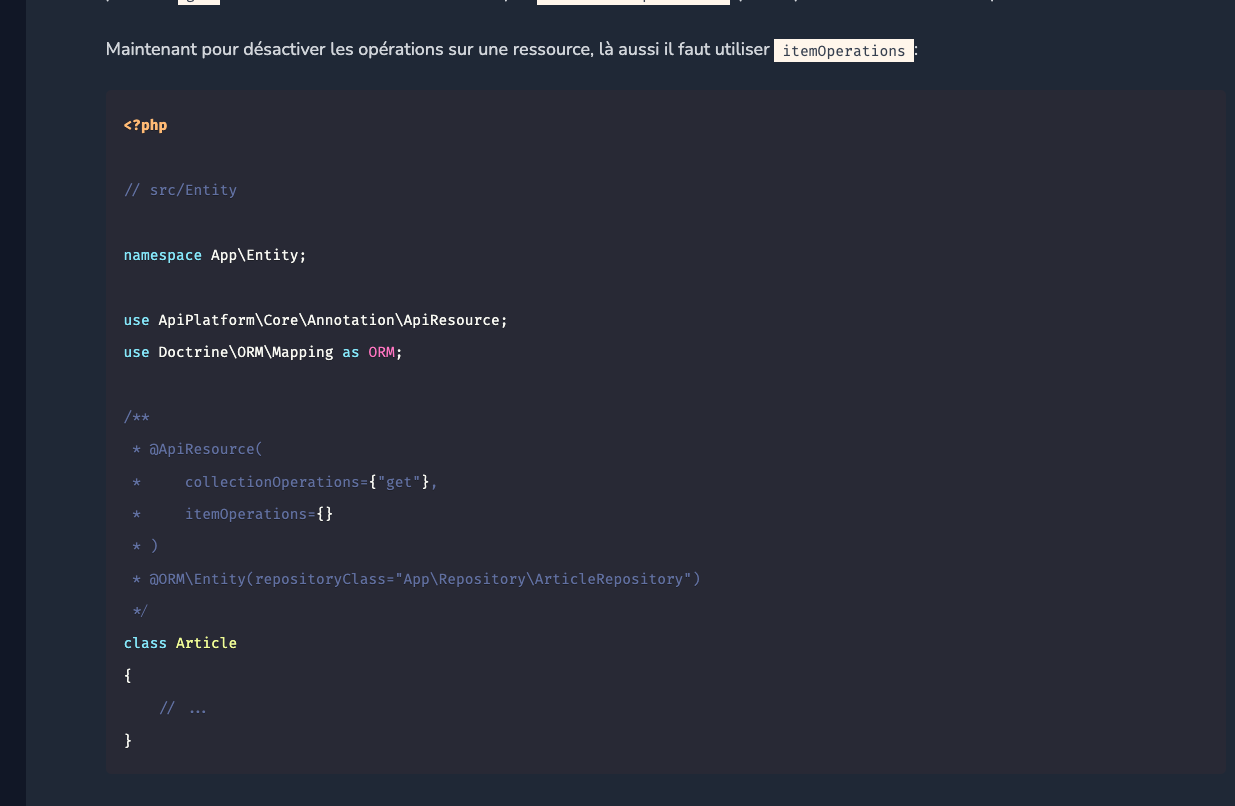 Maintenant pour désactiver les opérations sur une ressource, là aussi il faut utiliser itemOperations:
<?php
// src/Entity
namespace App\Entity;
use ApiPlatform\Core\Annotation\ApiResource;
use Doctrine\ORM\Mapping as ORM;
/**
 * @ApiResource(
 *     collectionOperations={"get"},
 *     itemOperations={}
 * )
 * @ORM\Entity(repositoryClass="App\Repository\ArticleRepository")
 */
class Article
{
    // ...
}